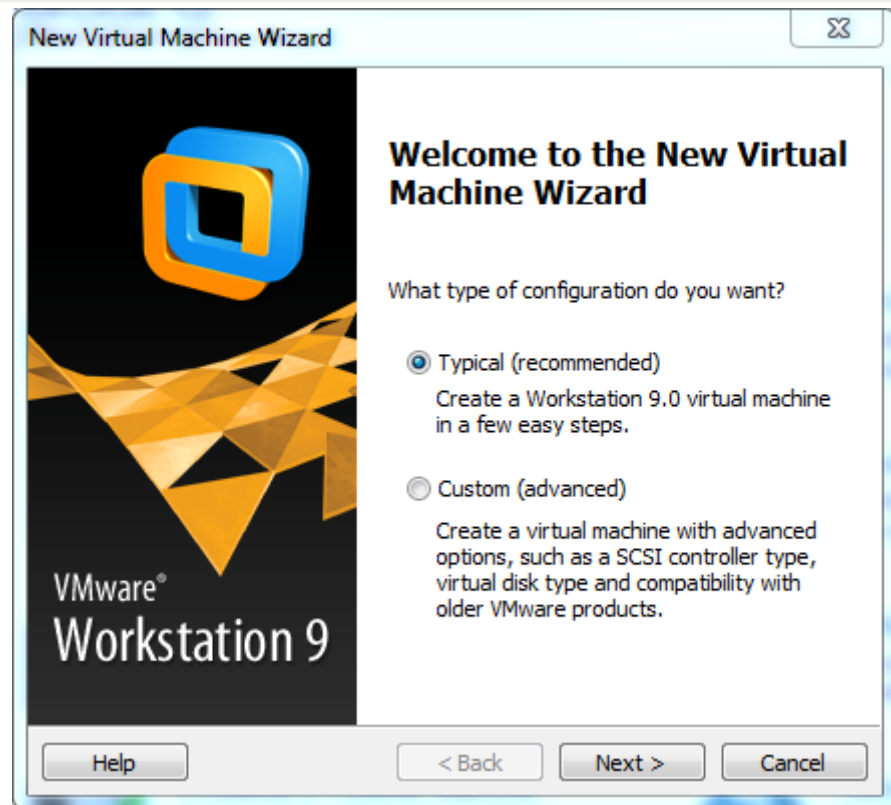 New Virtual Machine Wizard
Welcome to the New Virtual
Machine Wizard
What type of configuration do you want?
Typical (recommended)
Create a Workstation 9.0 virtual machine
in a few easy steps.
Custom (advanced)
Create a virtual machine with advanced
options, such as a SCSI controller type,
virtual disk type and compatibility with
older VMware products.
VMware®
Workstation 9
Help
< Back
Next >
Cancel